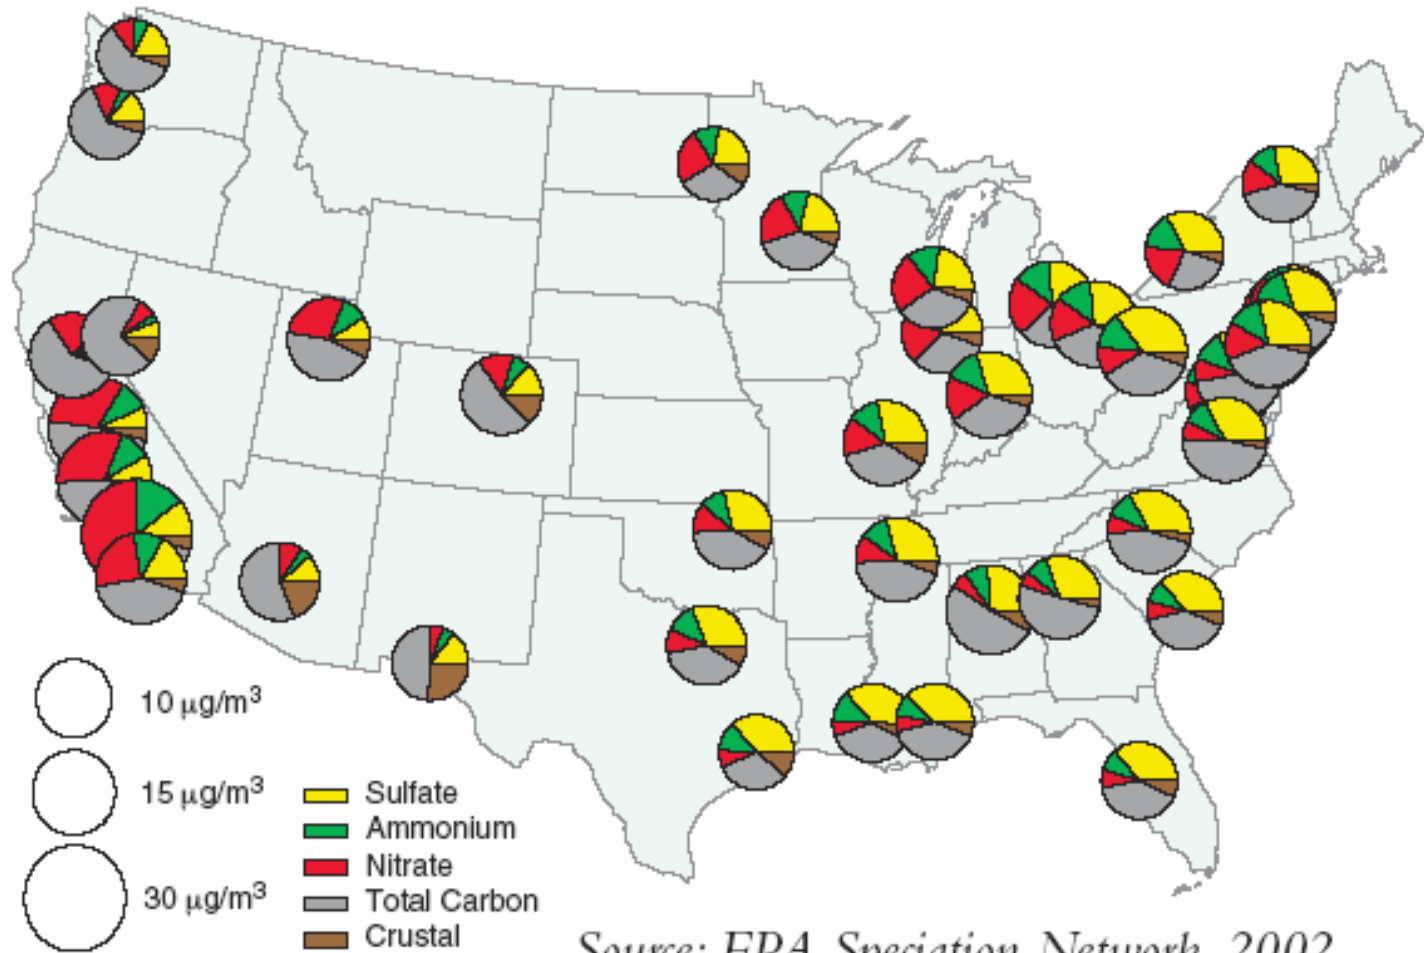 10 µg/m³
15 µg/m³
30 µg/m³
Sulfate
Ammonium
Nitrate
Total Carbon
Crustal
Source: EPA Speciation Network, 2002